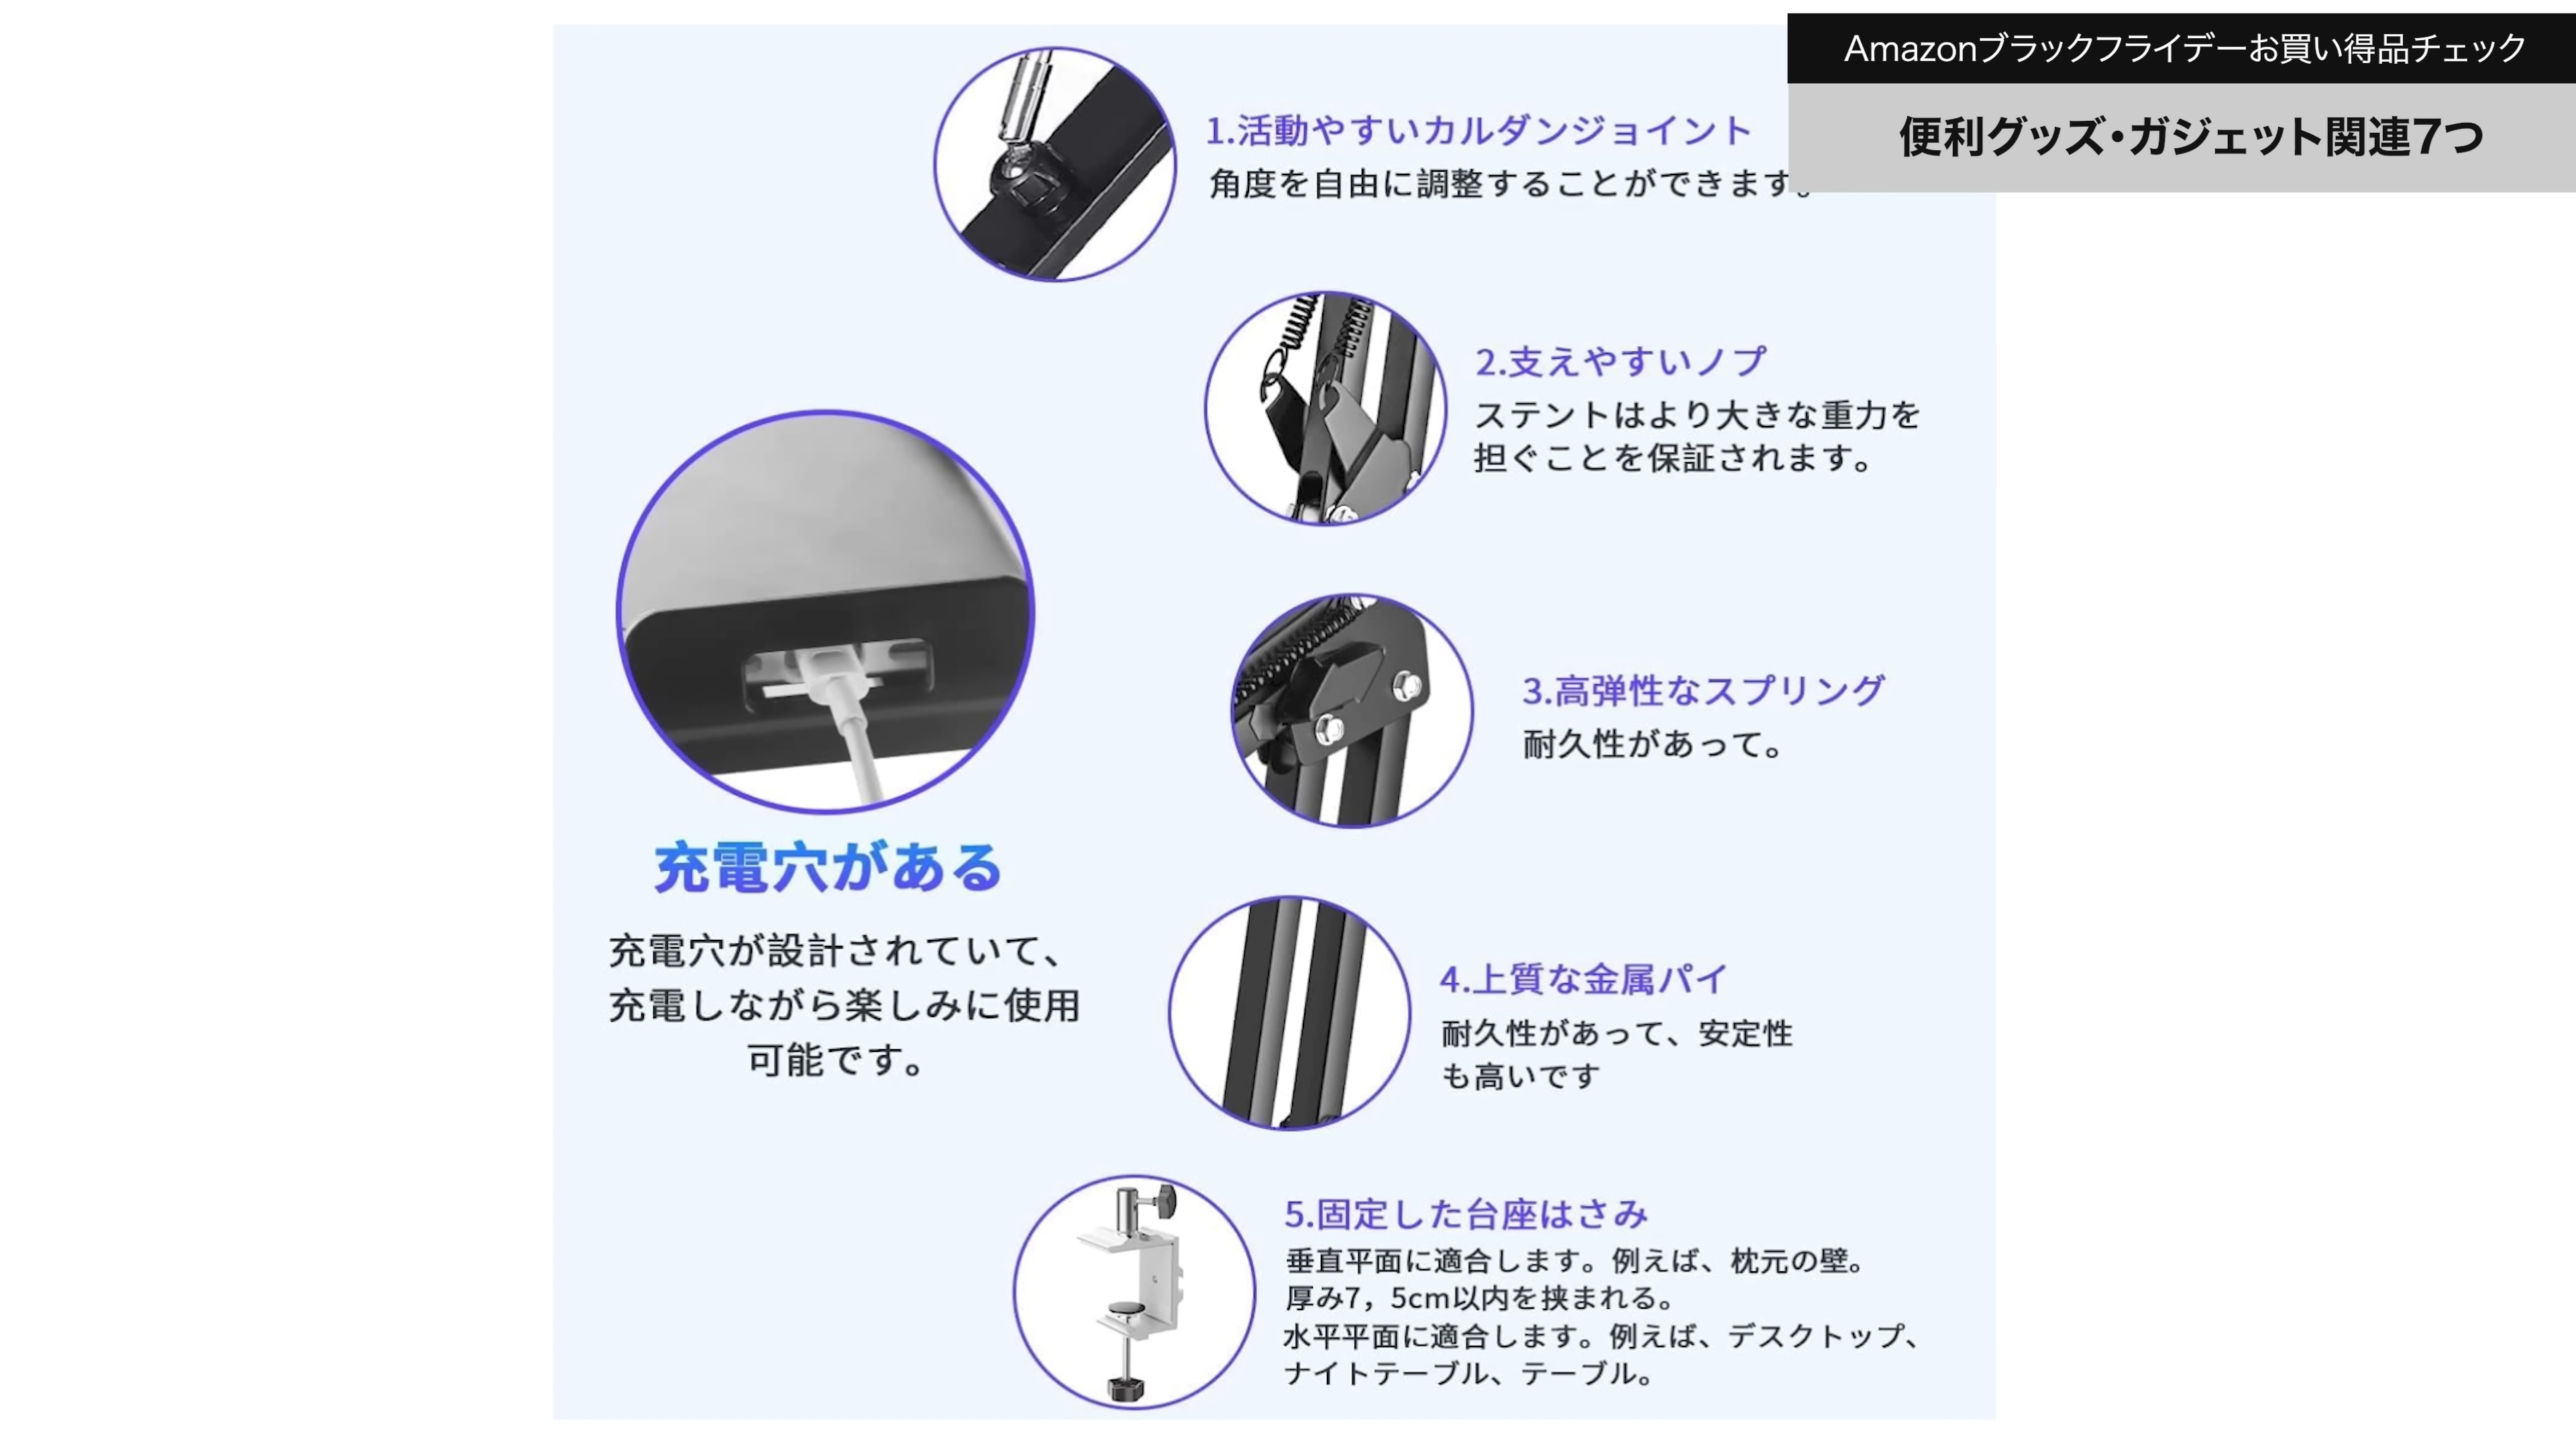 Amazonブラックフライデーお買い得品チェック
便利グッズ・ガジェット関連7つ
1.活動やすいカルダンジョイント
角度を自由に調整することができます。
2.支えやすいノプ
ステントはより大きな重力を
担ぐことを保証されます。
3.高弾性なスプリング
耐久性があって。
充電穴がある
充電穴が設計されていて、
充電しながら楽しみに使用
可能です。
4.上質な金属パイ
耐久性があって、安定性
も高いです
5.固定した台座はさみ
垂直平面に適合します。例えば、枕元の壁。
厚み7，5cm以内を挟まれる。
水平平面に適合します。例えば、デスクトップ、
ナイトテーブル、テーブル。